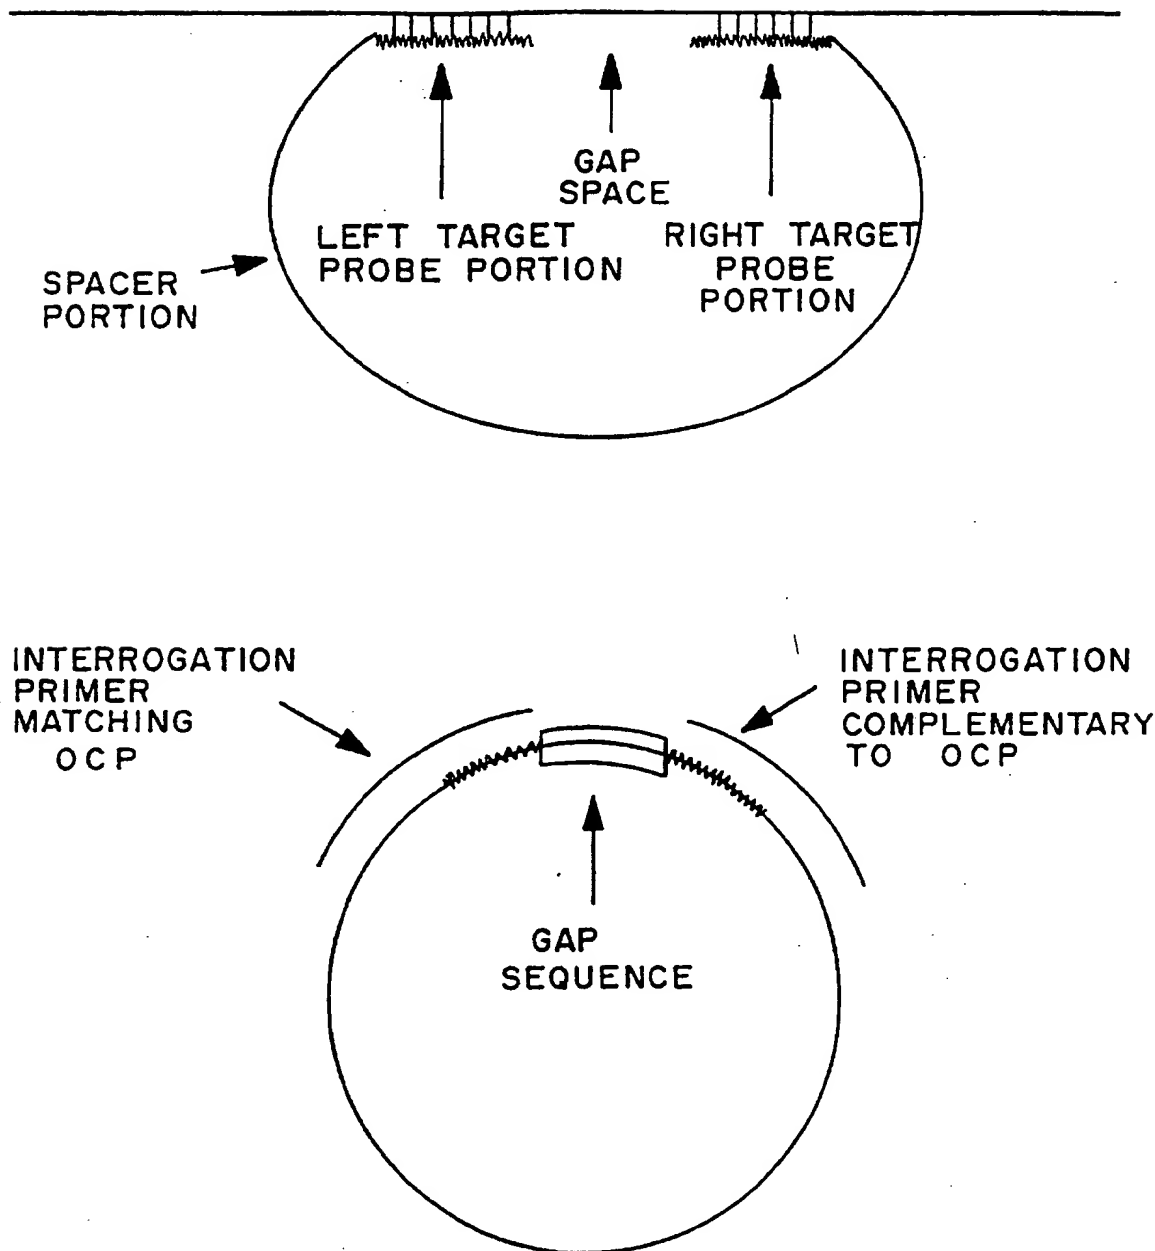 GAP
SPACE
LEFT TARGET
PROBE PORTION
RIGHT TARGET
PROBE
PORTION
SPACER
PORTION
INTERROGATION
PRIMER
MATCHING
OCP
INTERROGATION
PRIMER
COMPLEMENTARY
TO OCP
GAP
SEQUENCE